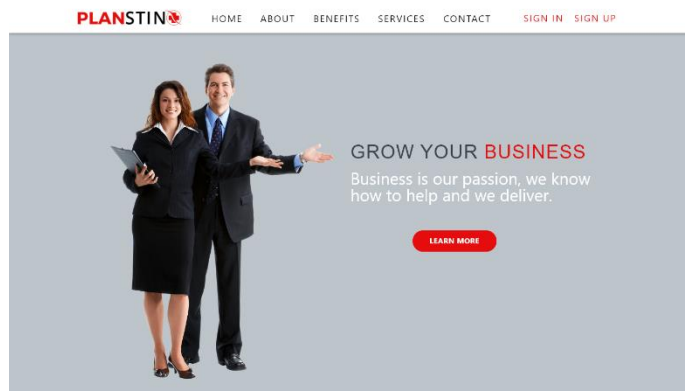 PLANSTIN
HOME ABOUT BENEFITS SERVICES CONTACT SIGN IN SIGN UP
GROW YOUR BUSINESS
Business is our passion, we know
how to help and we deliver.
LEARN MORE